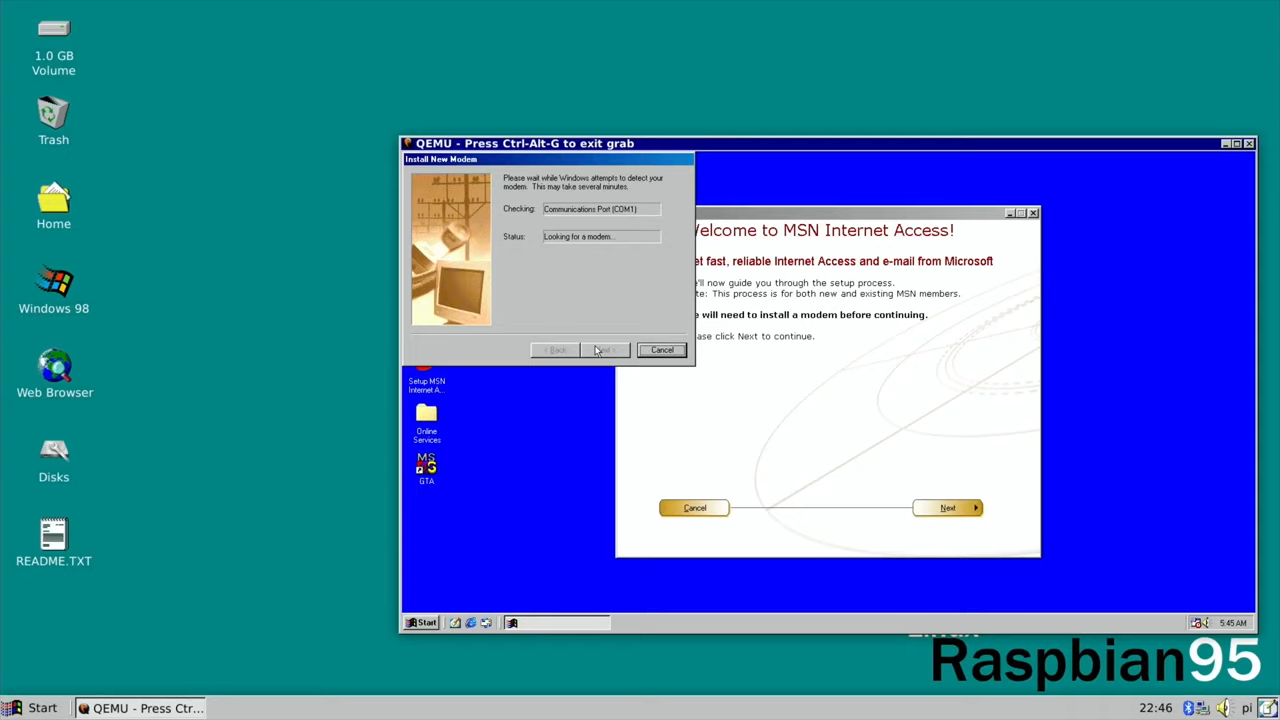 1.0 GB
Volume
Trash
Home
Windows 98
Web Browser
Disks
README.TXT
QEMU - Press Ctrl-Alt-G to exit grab
Install New Modem
Please wait while Windows attempts to detect your
modem. This may take several minutes.
Checking: Communications Port (COM1)
Status: Looking for a modem...
< Back
Cancel
elcome to MSN Internet Access!
et fast, reliable Internet Access and e-mail from Microsoft
'll now guide you through the setup process.
te: This process is for both new and existing MSN members.
e will need to install a modem before continuing.
ase click Next to continue.
Cancel
Next
Setup MSN
Internet A...
Online
Services
MS
GTA
Start
5:45 AM
Raspbian95
Start
QEMU - Press Ctr...
22:46
pi